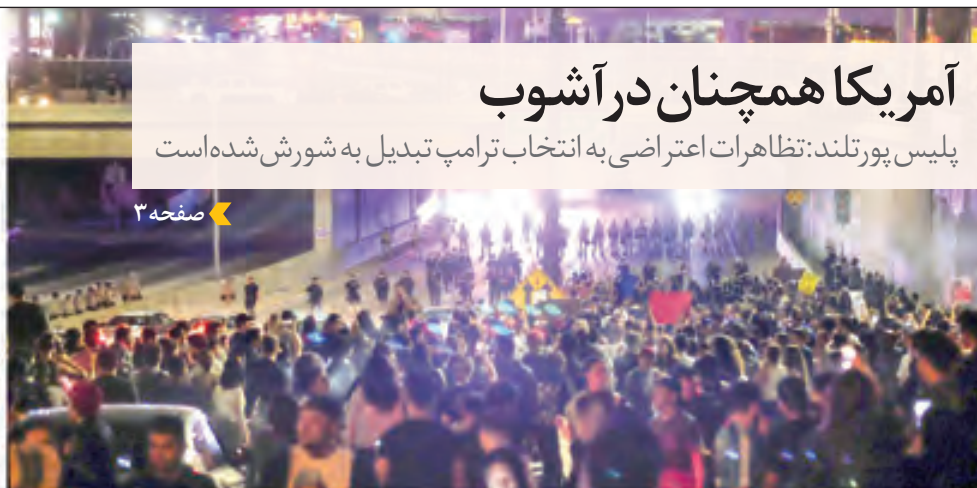 آمریکا همچنان در آشوب
پلیس پورتلند: تظاهرات اعتراضی به انتخاب ترامپ تبدیل به شورش شده است
صفحه ۳